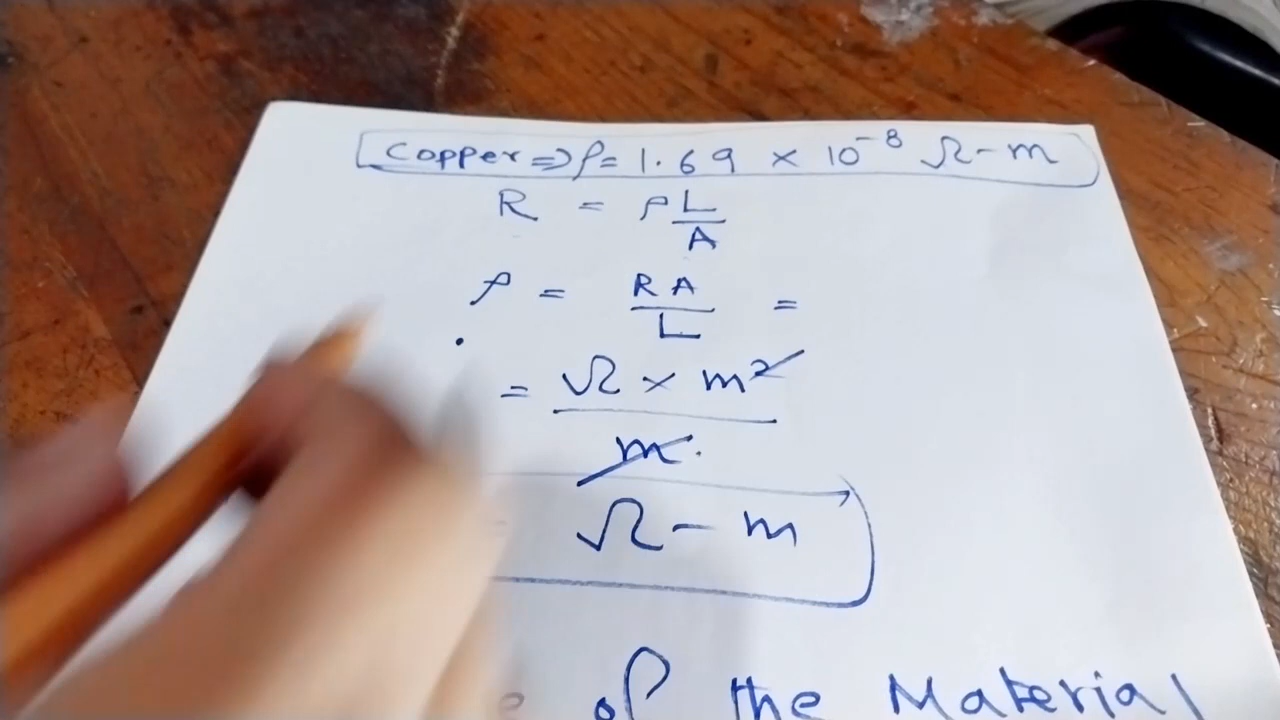 Copper => ρ = 1.69 × 10⁻⁸ Ω - m
R = ρ L/A
ρ = RA/L =
= Ω × m²/m.
= Ω - m
of the Material